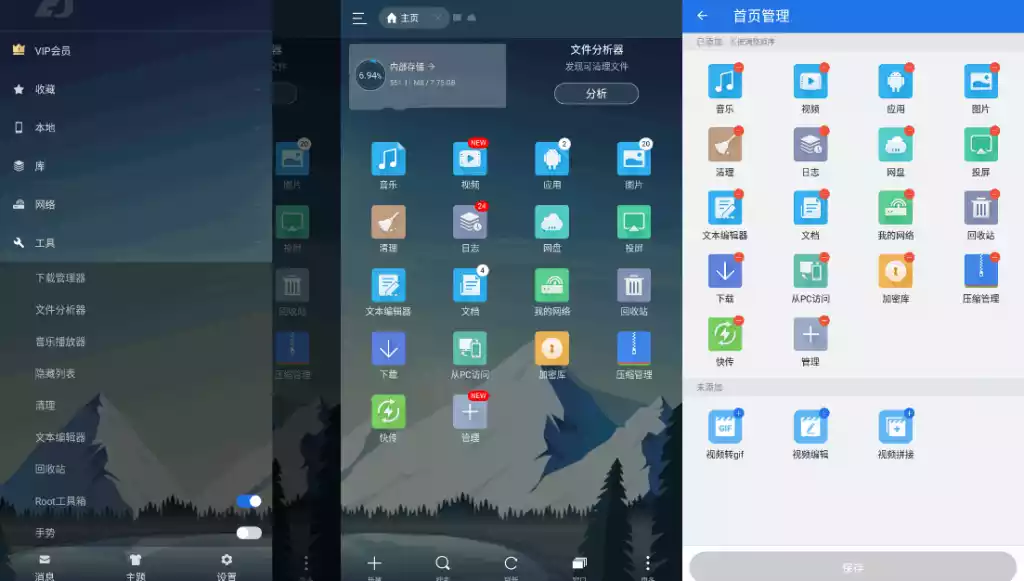 VIP会员
收藏
本地
库
网络
工具
下载管理器
文件分析器
音乐播放器
隐藏列表
清理
文本编辑器
回收站
Root工具箱
手势
消息
主题
设置
器
文件
20
图片
投屏
回收站
压缩管理
主页
6.94%
内部存储
文件分析器
发现可清理文件
分析
NEW
2
20
音乐
视频
应用
图片
24
清理
日志
网盘
投屏
4
文本编辑器
文档
我的网络
回收站
下载
从PC访问
加密库
压缩管理
NEW
快传
管理
首页管理
已添加
音乐
视频
应用
图片
清理
日志
网盘
投屏
文本编辑器
文档
我的网络
回收站
下载
从PC访问
加密库
压缩管理
快传
管理
未添加
GIF
视频转gif
视频编辑
视频拼接
保存